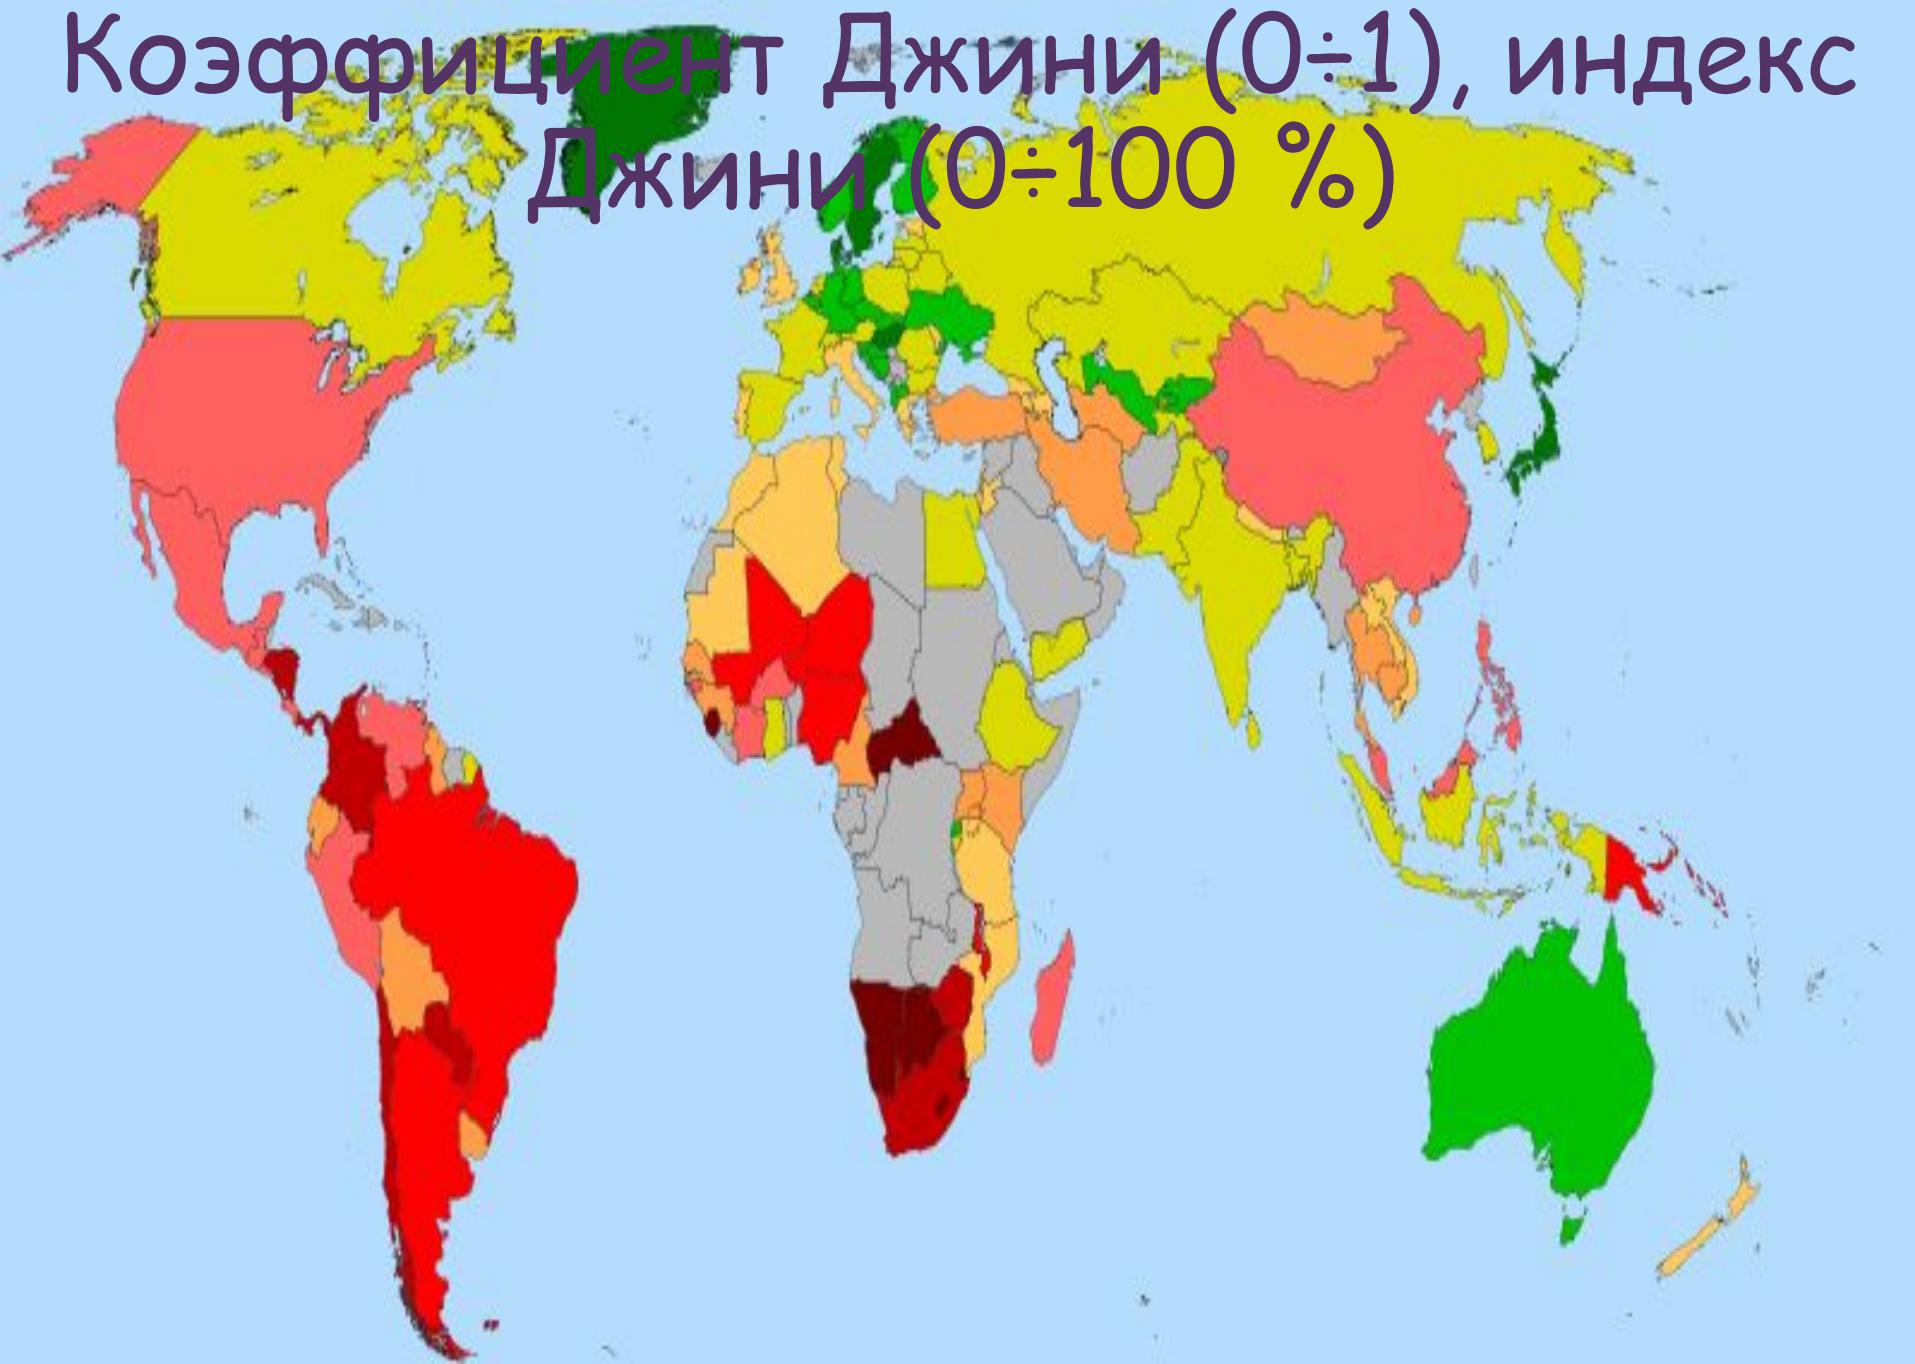 Коэффициент Джини (0÷1), индекс
Джини (0÷100 %)